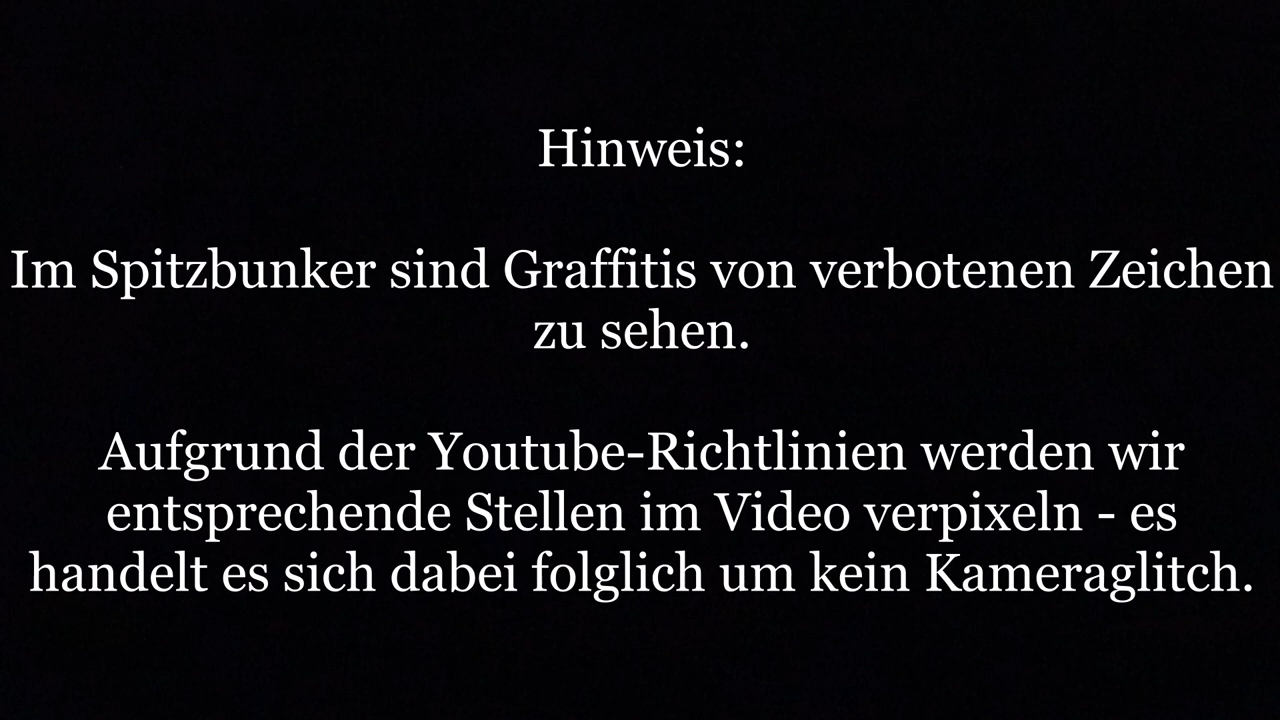 Hinweis:
Im Spitzbunker sind Graffitis von verbotenen Zeichen
zu sehen.
Aufgrund der Youtube-Richtlinien werden wir
entsprechende Stellen im Video verpixeln - es
handelt es sich dabei folglich um kein Kameraglitch.